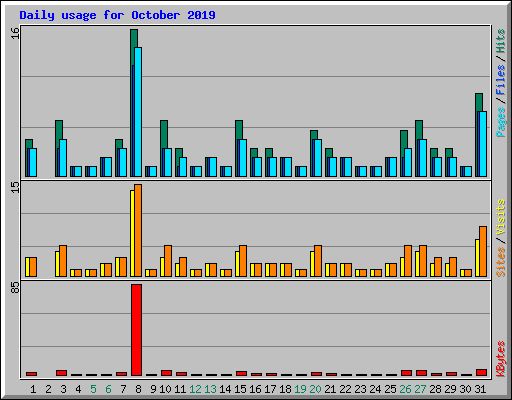 Daily usage for October 2019
16
Pages / Files / Hits
15
Sites / Visits
85
KBytes
1 2 3 4 5 6 7 8 9 10 11 12 13 14 15 16 17 18 19 20 21 22 23 24 25 26 27 28 29 30 31